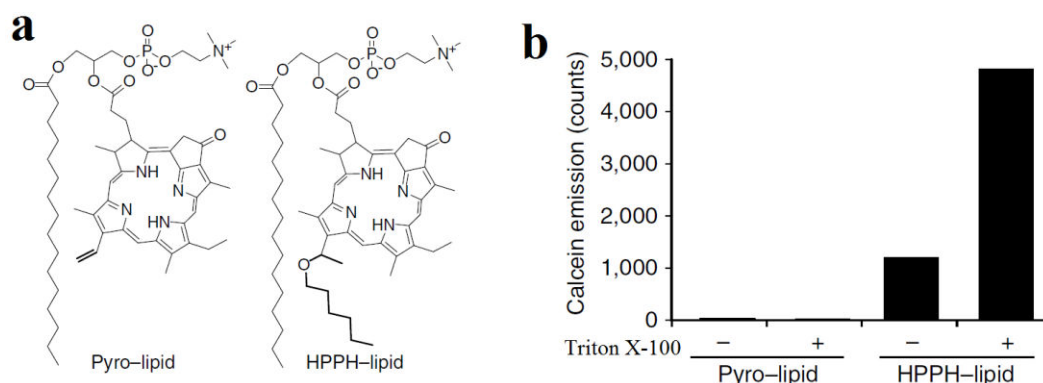 a
O
O
P
O
O⁻
O
N⁺
O
O
O
O
O
NH
N
N
HN
Pyro–lipid
O
O
P
O
O⁻
O
N⁺
O
O
O
O
O
NH
N
N
HN
O
HPPH–lipid
b
Calcein emission (counts)
5,000
4,000
3,000
2,000
1,000
0
Triton X-100 – + – +
Pyro–lipid HPPH–lipid